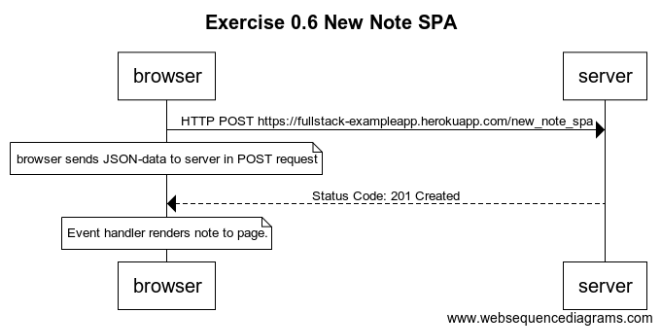 Exercise 0.6 New Note SPA
browser
server
HTTP POST https://fullstack-exampleapp.herokuapp.com/new_note_spa
browser sends JSON-data to server in POST request
Status Code: 201 Created
Event handler renders note to page.
browser
server
www.websequencediagrams.com